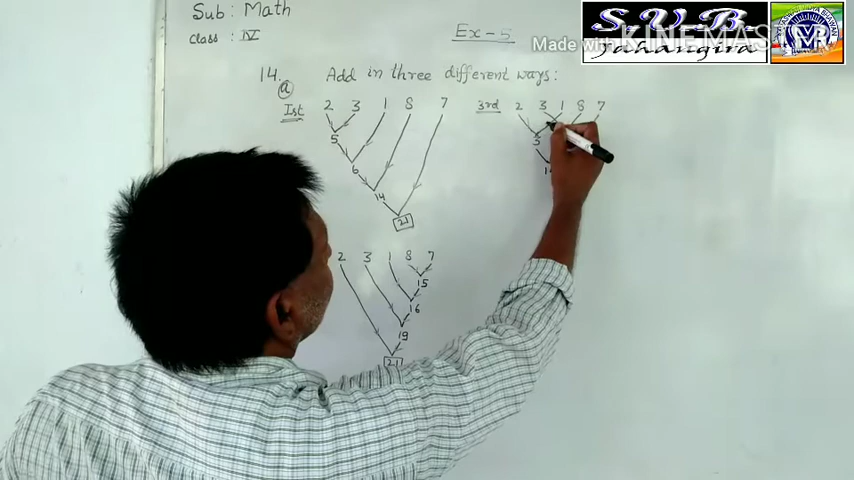 Sub : Math
Class : IV
Ex - 5
S.V.B.
Jahangira
Made with KINEMASTER
14. Add in three different ways :
a
Ist 2 3 1 8 7
5
6
14
21
3rd 2 3 1 8 7
3
2 3 1 8 7
15
16
19
21